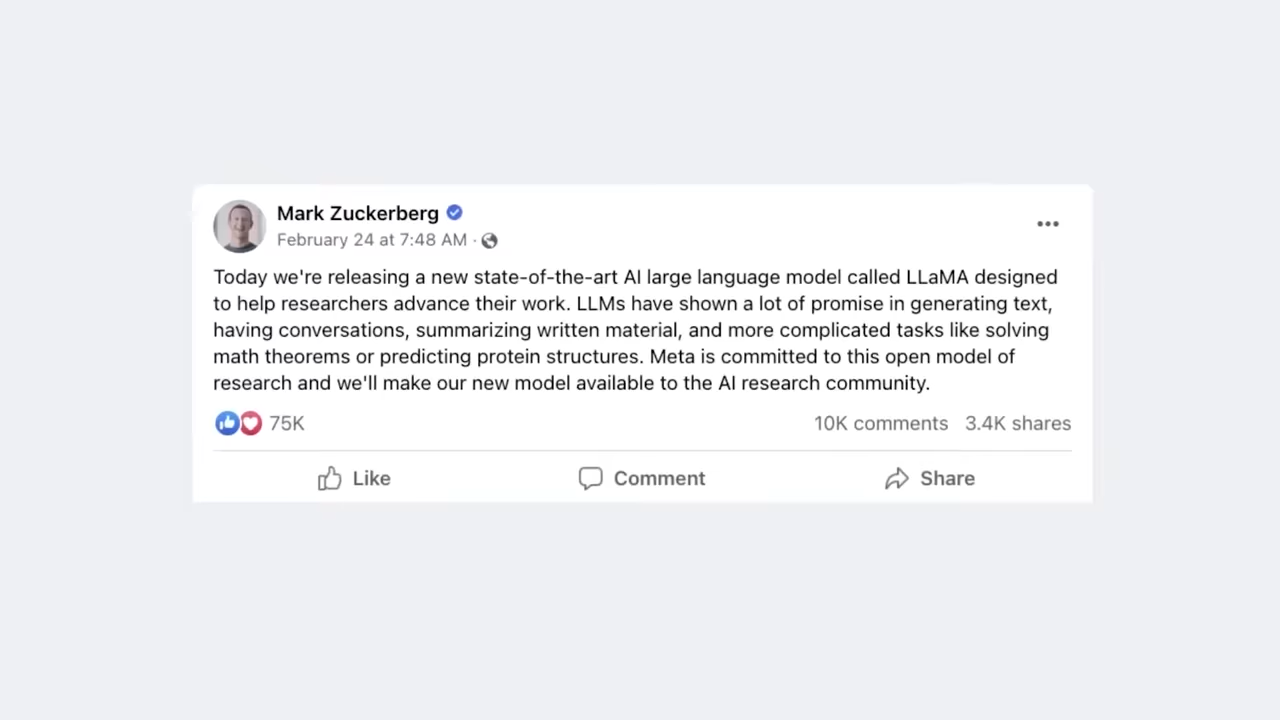 Mark Zuckerberg
February 24 at 7:48 AM ·
Today we're releasing a new state-of-the-art AI large language model called LLaMA designed
to help researchers advance their work. LLMs have shown a lot of promise in generating text,
having conversations, summarizing written material, and more complicated tasks like solving
math theorems or predicting protein structures. Meta is committed to this open model of
research and we'll make our new model available to the AI research community.
75K 10K comments 3.4K shares
Like Comment Share